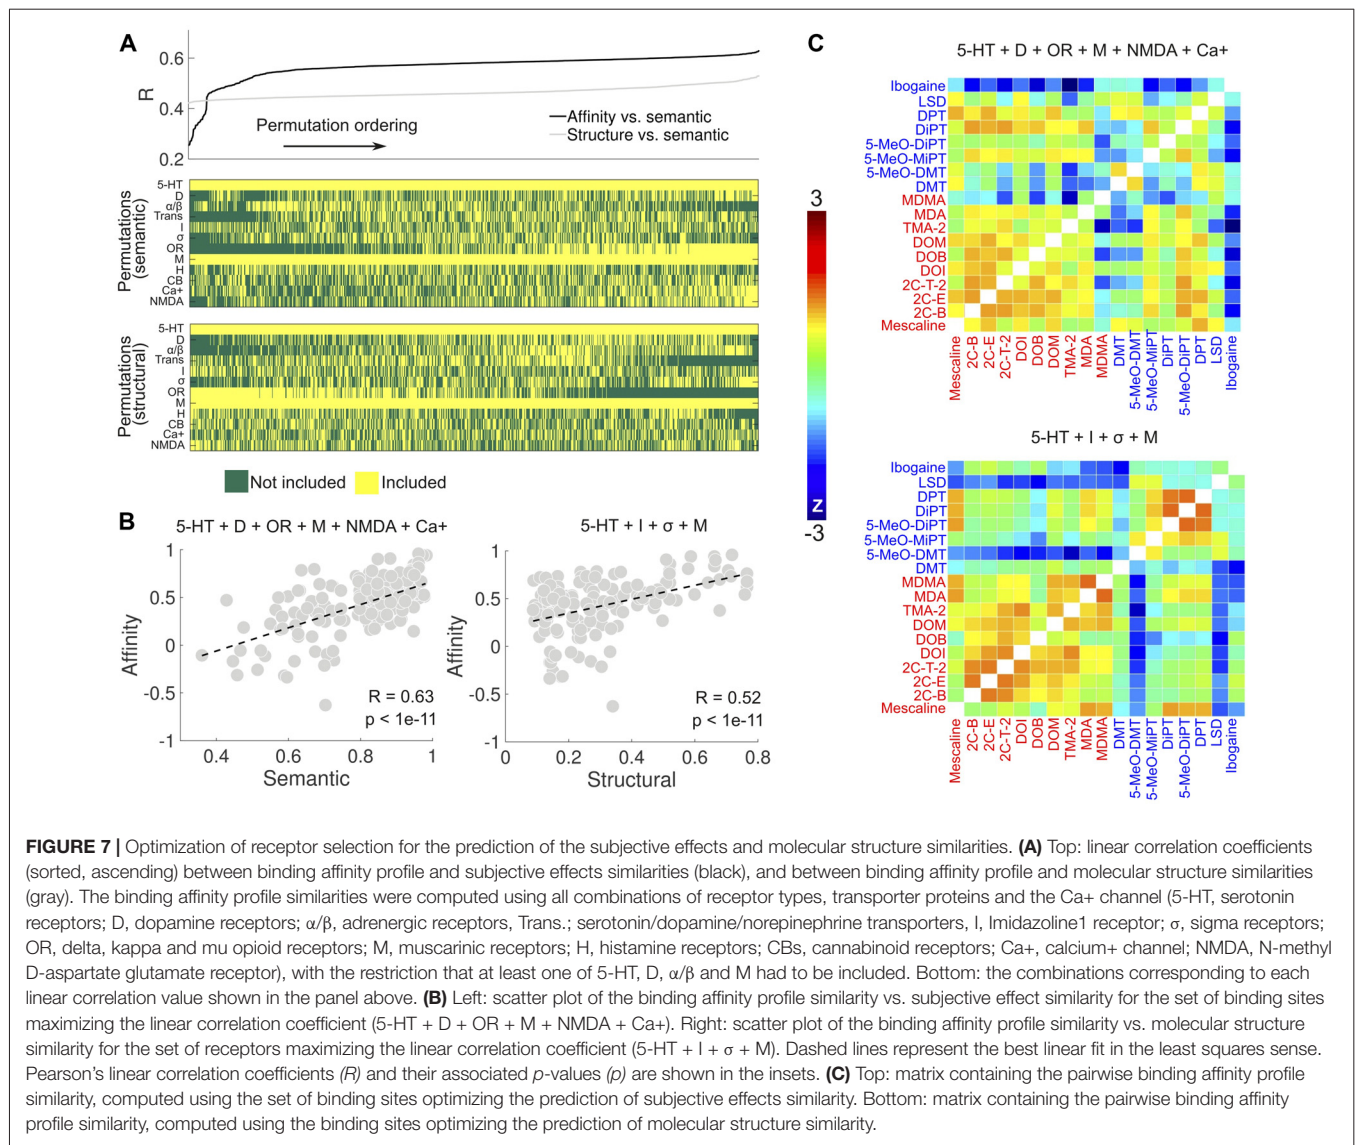 A
0.6
R
0.4
0.2
Permutation ordering
Affinity vs. semantic
Structure vs. semantic
Permutations
(semantic)
5-HT
D
α/β
Trans
I
σ
OR
M
H
CB
Ca+
NMDA
Permutations
(structural)
5-HT
D
α/β
Trans
I
σ
OR
M
H
CB
Ca+
NMDA
Not included
Included
B
5-HT + D + OR + M + NMDA + Ca+
1
0.5
0
-0.5
-1
Affinity
R = 0.63
p < 1e-11
0.4
0.6
0.8
1
Semantic
5-HT + I + σ + M
1
0.5
0
-0.5
-1
Affinity
R = 0.52
p < 1e-11
0
0.2
0.4
0.6
0.8
Structural
C
3
z
-3
5-HT + D + OR + M + NMDA + Ca+
Ibogaine
LSD
DPT
DiPT
5-MeO-DiPT
5-MeO-MiPT
5-MeO-DMT
DMT
MDMA
MDA
TMA-2
DOM
DOB
DOI
2C-T-2
2C-E
2C-B
Mescaline
Mescaline
2C-B
2C-E
2C-T-2
DOI
DOB
DOM
TMA-2
MDA
MDMA
DMT
5-MeO-DMT
5-MeO-MiPT
DiPT
5-MeO-DiPT
DPT
LSD
Ibogaine
5-HT + I + σ + M
Ibogaine
LSD
DPT
DiPT
5-MeO-DiPT
5-MeO-MiPT
5-MeO-DMT
DMT
MDMA
MDA
TMA-2
DOM
DOB
DOI
2C-T-2
2C-E
2C-B
Mescaline
Mescaline
2C-B
2C-E
2C-T-2
DOI
DOB
DOM
TMA-2
MDA
MDMA
DMT
5-MeO-DMT
5-MeO-MiPT
DiPT
5-MeO-DiPT
DPT
LSD
Ibogaine
FIGURE 7 | Optimization of receptor selection for the prediction of the subjective effects and molecular structure similarities. (A) Top: linear correlation coefficients
(sorted, ascending) between binding affinity profile and subjective effects similarities (black), and between binding affinity profile and molecular structure similarities
(gray). The binding affinity profile similarities were computed using all combinations of receptor types, transporter proteins and the Ca+ channel (5-HT, serotonin
receptors; D, dopamine receptors; α/β, adrenergic receptors, Trans.; serotonin/dopamine/norepinephrine transporters, I, Imidazoline1 receptor; σ, sigma receptors;
OR, delta, kappa and mu opioid receptors; M, muscarinic receptors; H, histamine receptors; CBs, cannabinoid receptors; Ca+, calcium+ channel; NMDA, N-methyl
D-aspartate glutamate receptor), with the restriction that at least one of 5-HT, D, α/β and M had to be included. Bottom: the combinations corresponding to each
linear correlation value shown in the panel above. (B) Left: scatter plot of the binding affinity profile similarity vs. subjective effect similarity for the set of binding sites
maximizing the linear correlation coefficient (5-HT + D + OR + M + NMDA + Ca+). Right: scatter plot of the binding affinity profile similarity vs. molecular structure
similarity for the set of receptors maximizing the linear correlation coefficient (5-HT + I + σ + M). Dashed lines represent the best linear fit in the least squares sense.
Pearson's linear correlation coefficients (R) and their associated p-values (p) are shown in the insets. (C) Top: matrix containing the pairwise binding affinity profile
similarity, computed using the set of binding sites optimizing the prediction of subjective effects similarity. Bottom: matrix containing the pairwise binding affinity
profile similarity, computed using the binding sites optimizing the prediction of molecular structure similarity.